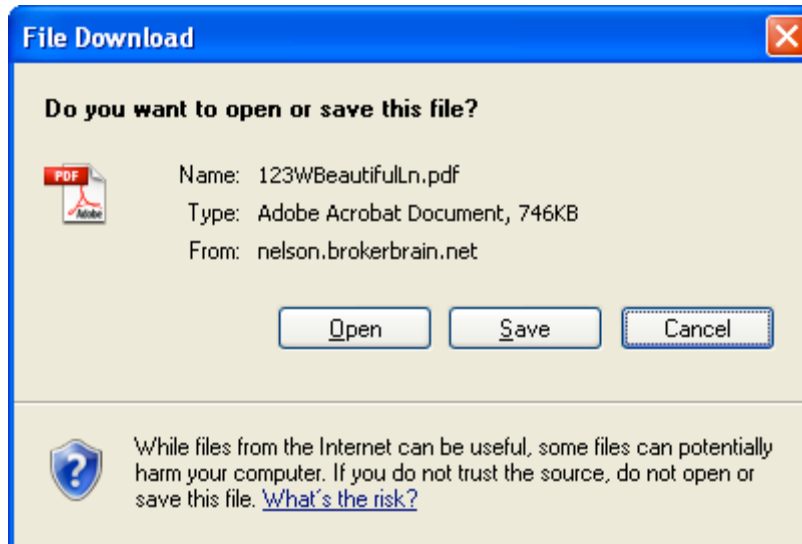 File Download
Do you want to open or save this file?
PDF
Adobe
Name: 123WBeautifulLn.pdf
Type: Adobe Acrobat Document, 746KB
From: nelson.brokerbrain.net
Open Save Cancel
While files from the Internet can be useful, some files can potentially
harm your computer. If you do not trust the source, do not open or
save this file. What's the risk?